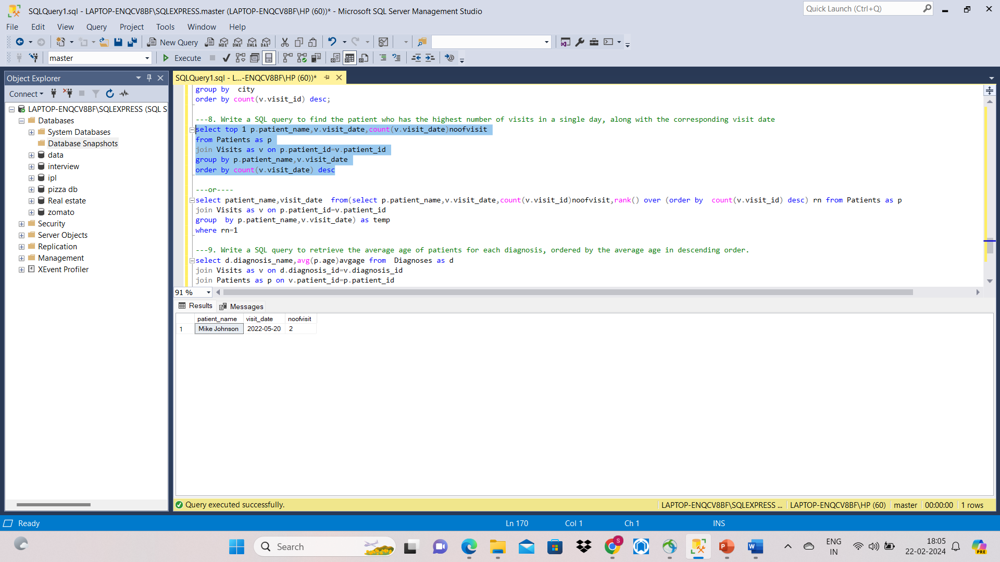 SQLQuery1.sql - LAPTOP-ENQCV8BF\SQLEXPRESS.master (LAPTOP-ENQCV8BF\HP (60))* - Microsoft SQL Server Management Studio
Quick Launch (Ctrl+Q)
File Edit View Query Project Tools Window Help
New Query MDX DMX XMLA DAX
master Execute
Object Explorer
SQLQuery1.sql - L...-ENQCV8BF\HP (60))*
Connect
LAPTOP-ENQCV8BF\SQLEXPRESS (SQL S
Databases
System Databases
Database Snapshots
data
interview
ipl
pizza db
Real estate
zomato
Security
Server Objects
Replication
Management
XEvent Profiler
group by  city
order by count(v.visit_id) desc;
---8. Write a SQL query to find the patient who has the highest number of visits in a single day, along with the corresponding visit date
select top 1 p.patient_name,v.visit_date,count(v.visit_date)noofvisit
from Patients as p
join Visits as v on p.patient_id=v.patient_id
group by p.patient_name,v.visit_date
order by count(v.visit_date) desc
---or----
select patient_name,visit_date  from(select p.patient_name,v.visit_date,count(v.visit_id)noofvisit,rank() over (order by  count(v.visit_id) desc) rn from Patients as p
join Visits as v on p.patient_id=v.patient_id
group  by p.patient_name,v.visit_date) as temp
where rn=1
---9. Write a SQL query to retrieve the average age of patients for each diagnosis, ordered by the average age in descending order.
select d.diagnosis_name,avg(p.age)avgage from  Diagnoses as d
join Visits as v on d.diagnosis_id=v.diagnosis_id
join Patients as p on v.patient_id=p.patient_id
91 %
Results Messages
patient_name visit_date noofvisit
1 Mike Johnson 2022-05-20 2
Query executed successfully.
LAPTOP-ENQCV8BF\SQLEXPRESS ... LAPTOP-ENQCV8BF\HP (60) master 00:00:00 1 rows
Ready Ln 170 Col 1 Ch 1 INS
Search
S
P
W
ENG
IN
18:05
22-02-2024
PRE